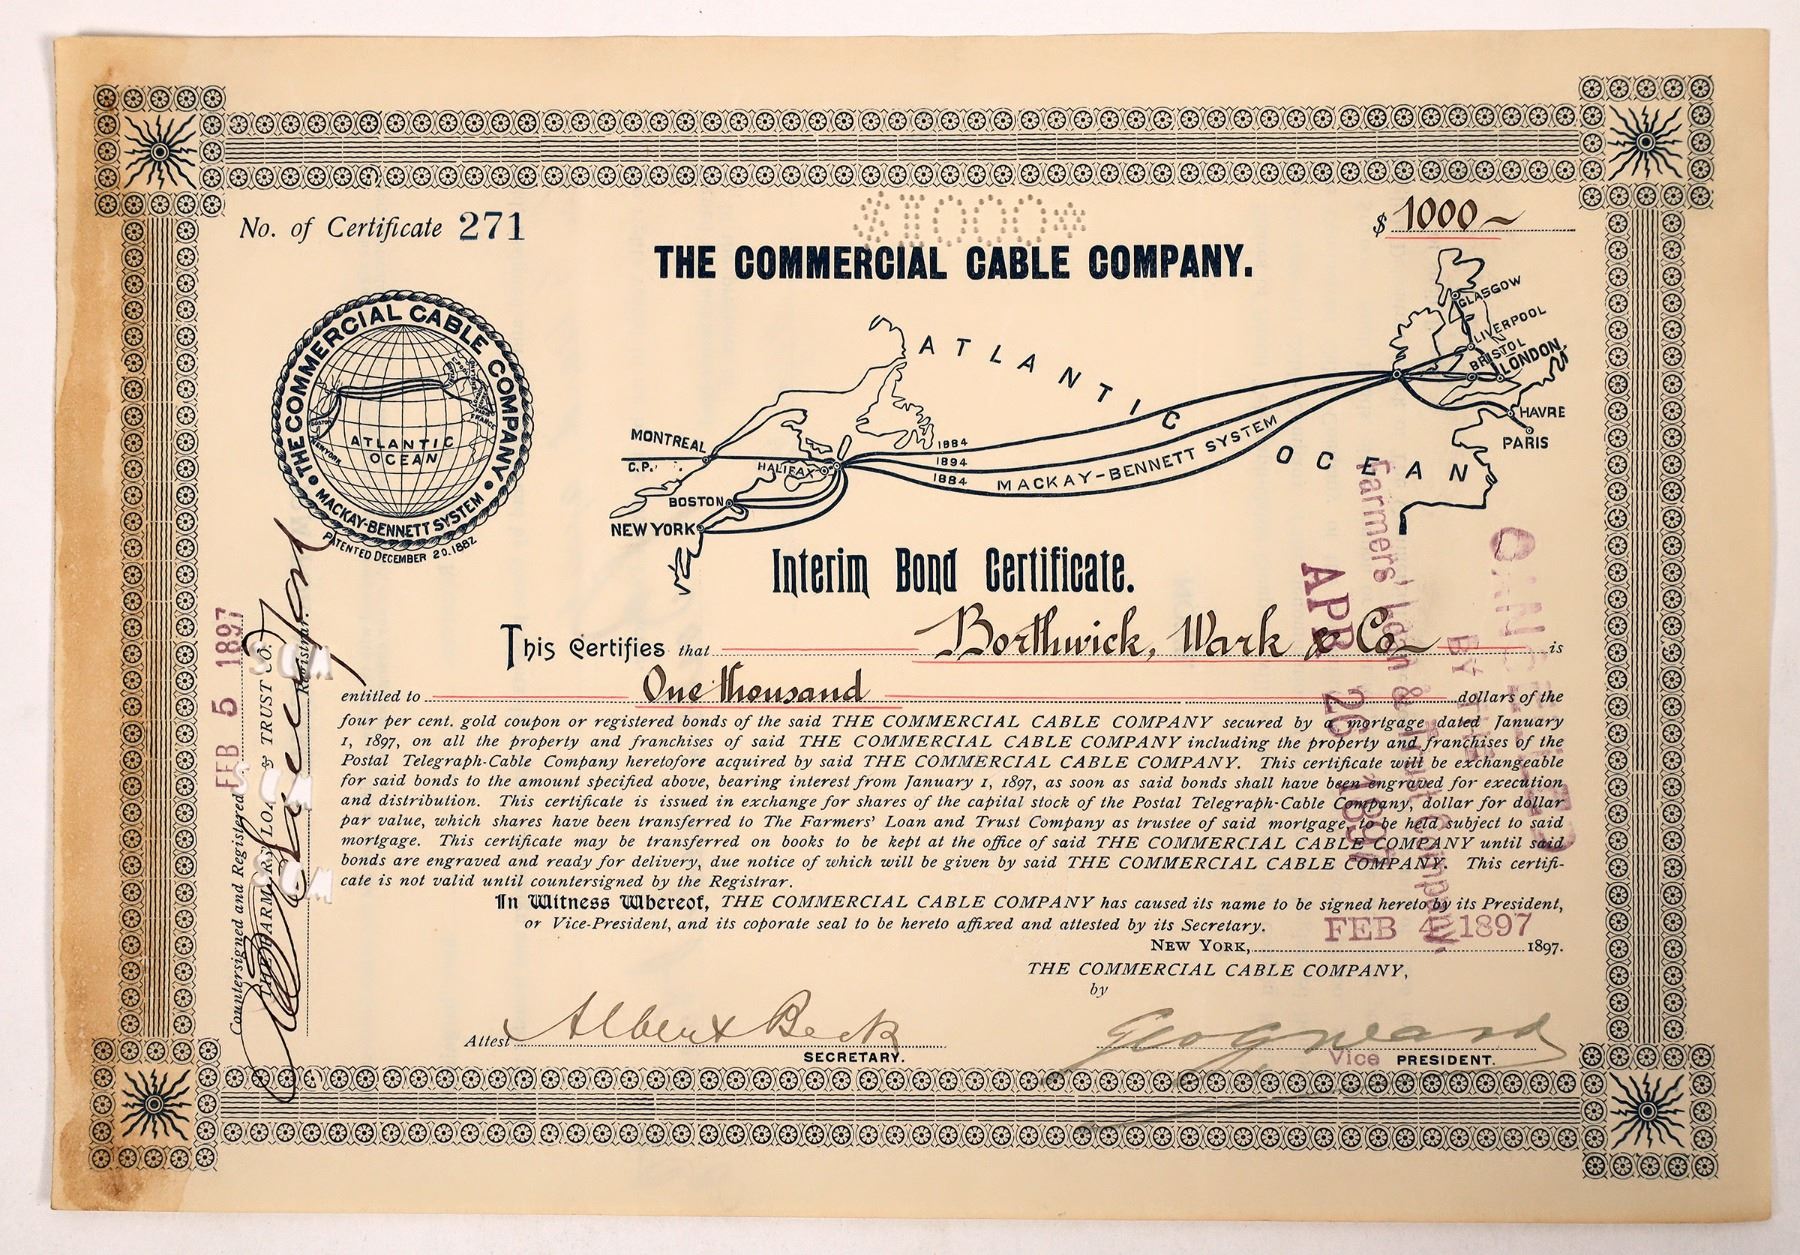 No. of Certificate 271
$1000
$ 1000~
THE COMMERCIAL CABLE COMPANY.
THE COMMERCIAL CABLE COMPANY
MACKAY-BENNETT SYSTEM
ATLANTIC
OCEAN
BOSTON
NEW YORK
FRANCE
PATENTED DECEMBER 20. 1882
ATLANTIC OCEAN
GLASGOW
LIVERPOOL
BRISTOL
LONDON.
HAVRE
PARIS
MONTREAL
C.P.
HALIFAX
BOSTON
NEW YORK
1884
1894
1884
MACKAY-BENNETT SYSTEM
Interim Bond Certificate.
This Certifies that Borthwick, Wark & Co is
entitled to One thousand dollars of the
four per cent. gold coupon or registered bonds of the said THE COMMERCIAL CABLE COMPANY secured by a mortgage dated January
1, 1897, on all the property and franchises of said THE COMMERCIAL CABLE COMPANY including the property and franchises of the
Postal Telegraph-Cable Company heretofore acquired by said THE COMMERCIAL CABLE COMPANY. This certificate will be exchangeable
for said bonds to the amount specified above, bearing interest from January 1, 1897, as soon as said bonds shall have been engraved for execution
and distribution. This certificate is issued in exchange for shares of the capital stock of the Postal Telegraph-Cable Company, dollar for dollar
par value, which shares have been transferred to The Farmers' Loan and Trust Company as trustee of said mortgage, to be held subject to said
mortgage. This certificate may be transferred on books to be kept at the office of said THE COMMERCIAL CABLE COMPANY until said
bonds are engraved and ready for delivery, due notice of which will be given by said THE COMMERCIAL CABLE COMPANY. This certifi-
cate is not valid until countersigned by the Registrar.
In Witness Whereof, THE COMMERCIAL CABLE COMPANY has caused its name to be signed hereto by its President,
or Vice-President, and its coporate seal to be hereto affixed and attested by its Secretary.
NEW YORK, FEB 4 1897 1897.
THE COMMERCIAL CABLE COMPANY,
by
Attest Albert Beck
SECRETARY.
Geo G Ward
Vice PRESIDENT.
Countersigned and Registered
FEB 5 1897
THE FARMERS' LOAN & TRUST CO.
Registrar.
CANCELLED
BY THE
Farmers' Loan & Trust Company.
APR 26 1897